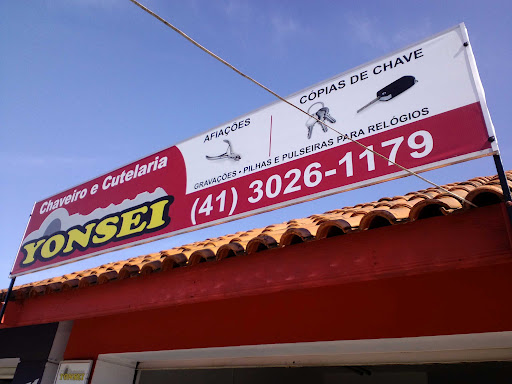 Chaveiro e Cutelaria
YONSEI
AFIAÇÕES
CÓPIAS DE CHAVE
GRAVAÇÕES • PILHAS E PULSEIRAS PARA RELÓGIOS
(41) 3026-1179